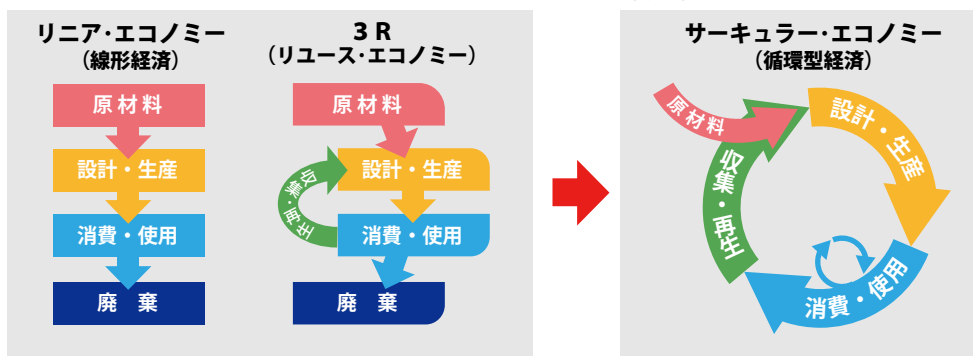 リニア・エコノミー
（線形経済）
原材料
設計・生産
消費・使用
廃 棄
3 R
（リユース・エコノミー）
原材料
設計・生産
収集・再生
消費・使用
廃 棄
サーキュラー・エコノミー
（循環型経済）
原材料
設計・生産
収集・再生
消費・使用